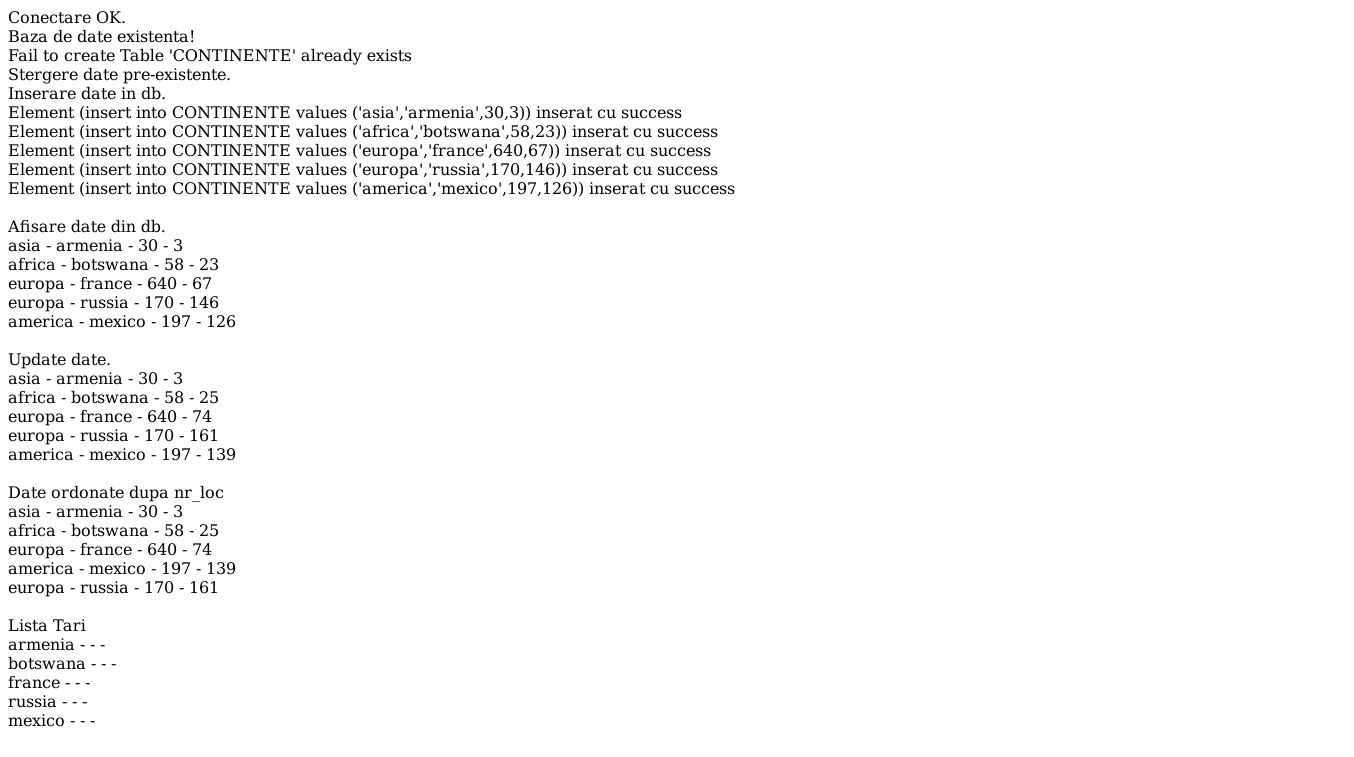 Conectare OK.
Baza de date existenta!
Fail to create Table 'CONTINENTE' already exists
Stergere date pre-existente.
Inserare date in db.
Element (insert into CONTINENTE values ('asia','armenia',30,3)) inserat cu success
Element (insert into CONTINENTE values ('africa','botswana',58,23)) inserat cu success
Element (insert into CONTINENTE values ('europa','france',640,67)) inserat cu success
Element (insert into CONTINENTE values ('europa','russia',170,146)) inserat cu success
Element (insert into CONTINENTE values ('america','mexico',197,126)) inserat cu success
Afisare date din db.
asia - armenia - 30 - 3
africa - botswana - 58 - 23
europa - france - 640 - 67
europa - russia - 170 - 146
america - mexico - 197 - 126
Update date.
asia - armenia - 30 - 3
africa - botswana - 58 - 25
europa - france - 640 - 74
europa - russia - 170 - 161
america - mexico - 197 - 139
Date ordonate dupa nr_loc
asia - armenia - 30 - 3
africa - botswana - 58 - 25
europa - france - 640 - 74
america - mexico - 197 - 139
europa - russia - 170 - 161
Lista Tari
armenia - - -
botswana - - -
france - - -
russia - - -
mexico - - -